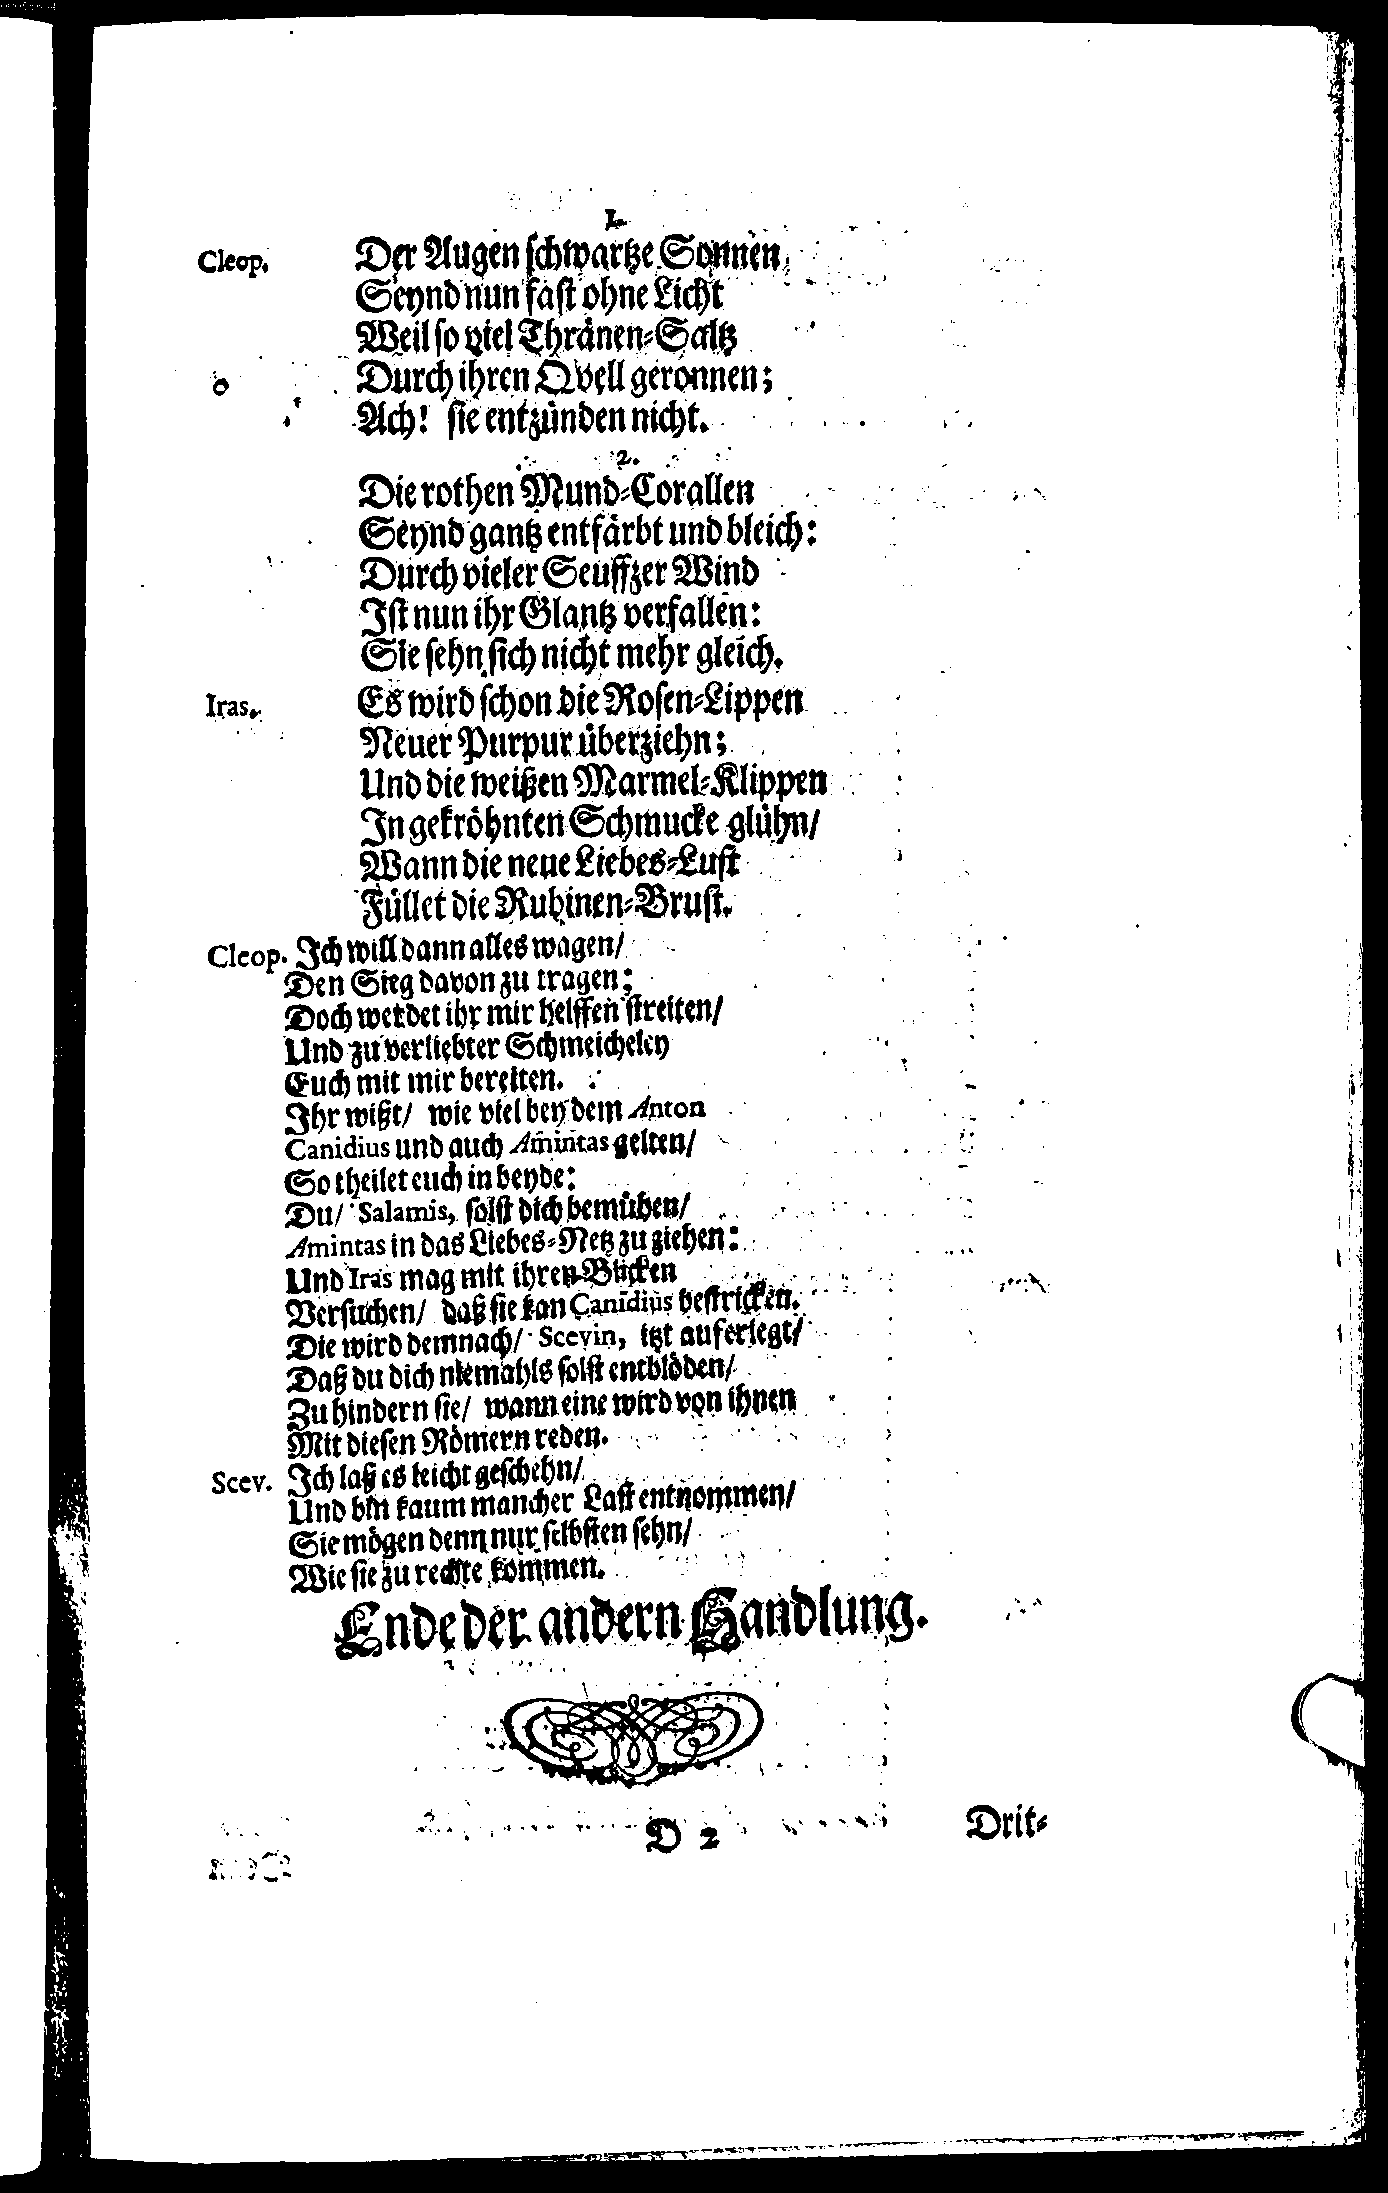 1.
Cleop. Der Augen schwartze Sonnen
Seynd nun fast ohne Licht
Weil so viel Thränen-Saltz
Durch ihren Qvell geronnen;
Ach! sie entzünden nicht.
2.
Die rothen Mund-Corallen
Seynd gantz entfärbt und bleich:
Durch vieler Seuffzer Wind
Ist nun ihr Glantz verfallen:
Sie sehn sich nicht mehr gleich.
Iras. Es wird schon die Rosen-Lippen
Neuer Purpur überziehn;
Und die weißen Marmel-Klippen
In gekröhnten Schmucke glühn/
Wann die neue Liebes-Lust
Füllet die Rubinen-Brust.
Cleop. Ich will dann alles wagen/
Den Sieg davon zu tragen;
Doch werdet ihr mir helffen streiten/
Und zu verliebter Schmeicheley
Euch mit mir bereiten.
Ihr wißt/ wie viel bey dem Anton
Canidius und auch Amintas gelten/
So theilet euch in beyde:
Du/ Salamis, solst dich bemühen/
Amintas in das Liebes-Netz zu ziehen:
Und Iras mag mit ihren Blicken
Versuchen/ daß sie kan Canidius bestricken.
Die wird demnach/ Scevin, itzt auferlegt/
Daß du dich niemahls solst entblöden/
Zu hindern sie/ wann eine wird von ihnen
Mit diesen Römern reden.
Scev. Ich laß es leicht geschehn/
Und bin kaum mancher Last entnommen/
Sie mögen denn nur selbsten sehn/
Wie sie zu rechte kommen.
Ende der andern Handlung.
D 2
Drit-